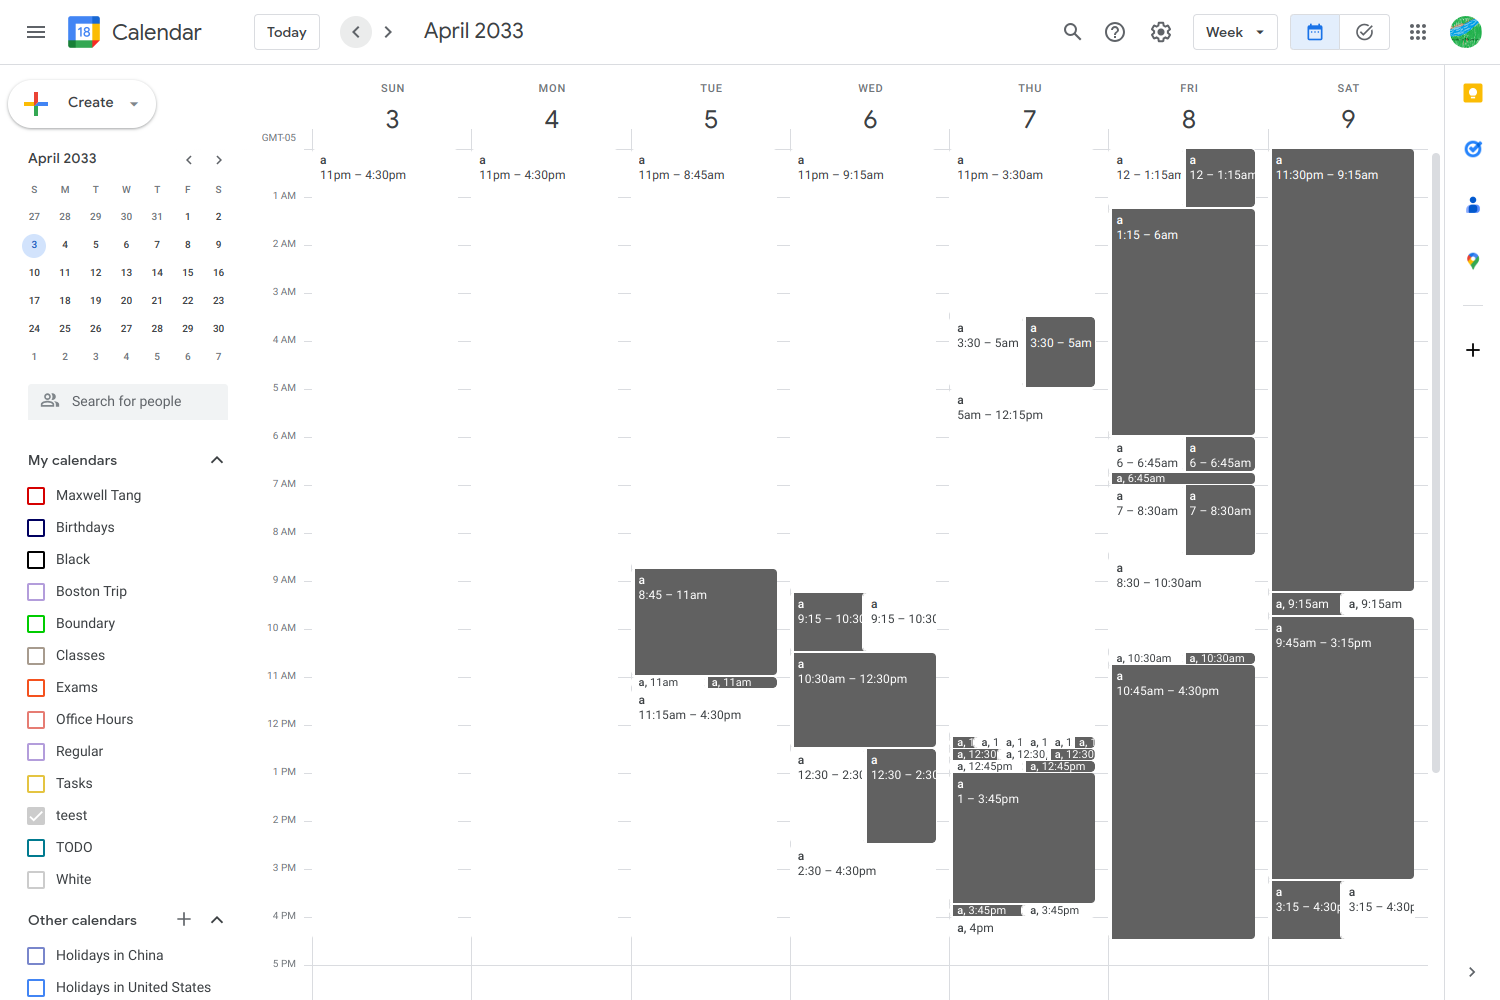 18 Calendar Today April 2033 Week
Create
April 2033
S M T W T F S
27 28 29 30 31 1 2
3 4 5 6 7 8 9
10 11 12 13 14 15 16
17 18 19 20 21 22 23
24 25 26 27 28 29 30
1 2 3 4 5 6 7
Search for people
My calendars
Maxwell Tang
Birthdays
Black
Boston Trip
Boundary
Classes
Exams
Office Hours
Regular
Tasks
teest
TODO
White
Other calendars
Holidays in China
Holidays in United States
GMT-05
1 AM
2 AM
3 AM
4 AM
5 AM
6 AM
7 AM
8 AM
9 AM
10 AM
11 AM
12 PM
1 PM
2 PM
3 PM
4 PM
5 PM
SUN
3
a
11pm – 4:30pm
MON
4
a
11pm – 4:30pm
TUE
5
a
11pm – 8:45am
a
8:45 – 11am
a, 11am
a, 11am
a
11:15am – 4:30pm
WED
6
a
11pm – 9:15am
a
9:15 – 10:30
a
9:15 – 10:30
a
10:30am – 12:30pm
a
12:30 – 2:30
a
12:30 – 2:30
a
2:30 – 4:30pm
THU
7
a
11pm – 3:30am
a
3:30 – 5am
a
3:30 – 5am
a
5am – 12:15pm
a, 1
a, 1
a, 1
a, 1
a, 1
a, 1
a, 12:30
a, 12:30
a, 12:30
a, 12:45pm
a, 12:45pm
a
1 – 3:45pm
a, 3:45pm
a, 3:45pm
a, 4pm
FRI
8
a
12 – 1:15am
a
12 – 1:15am
a
1:15 – 6am
a
6 – 6:45am
a
6 – 6:45am
a, 6:45am
a
7 – 8:30am
a
7 – 8:30am
a
8:30 – 10:30am
a, 10:30am
a, 10:30am
a
10:45am – 4:30pm
SAT
9
a
11:30pm – 9:15am
a, 9:15am
a, 9:15am
a
9:45am – 3:15pm
a
3:15 – 4:30p
a
3:15 – 4:30p